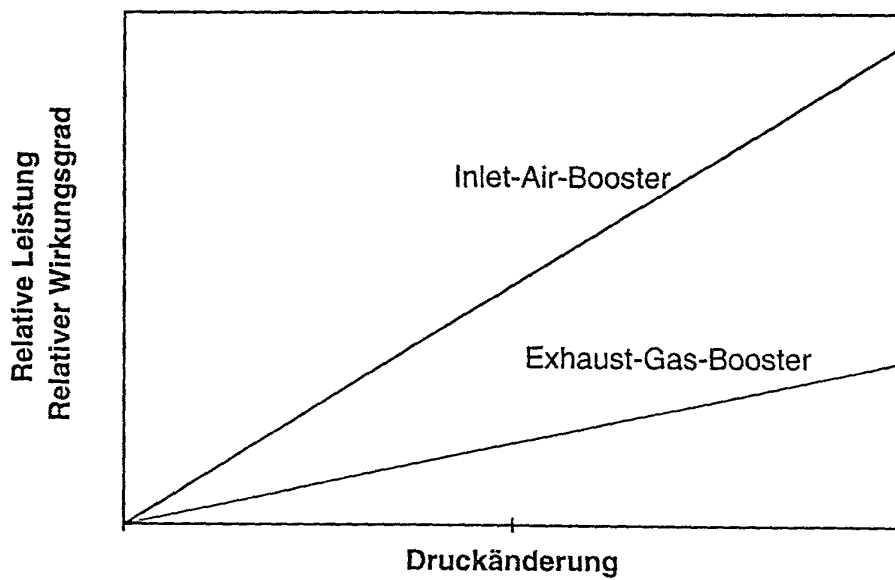 Relative Leistung
Relativer Wirkungsgrad
Inlet-Air-Booster
Exhaust-Gas-Booster
Druckänderung